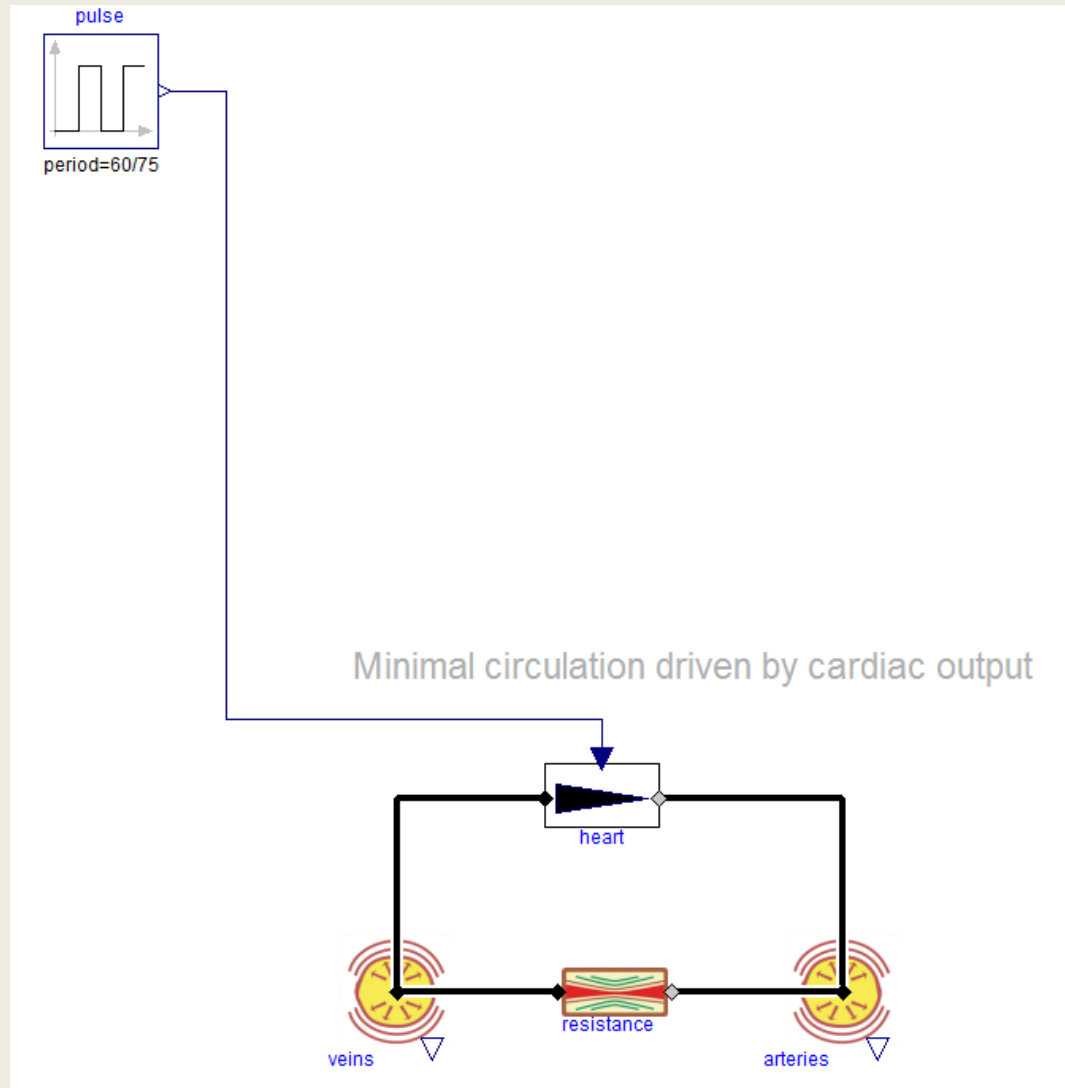 pulse
period=60/75
Minimal circulation driven by cardiac output
heart
resistance
veins
arteries